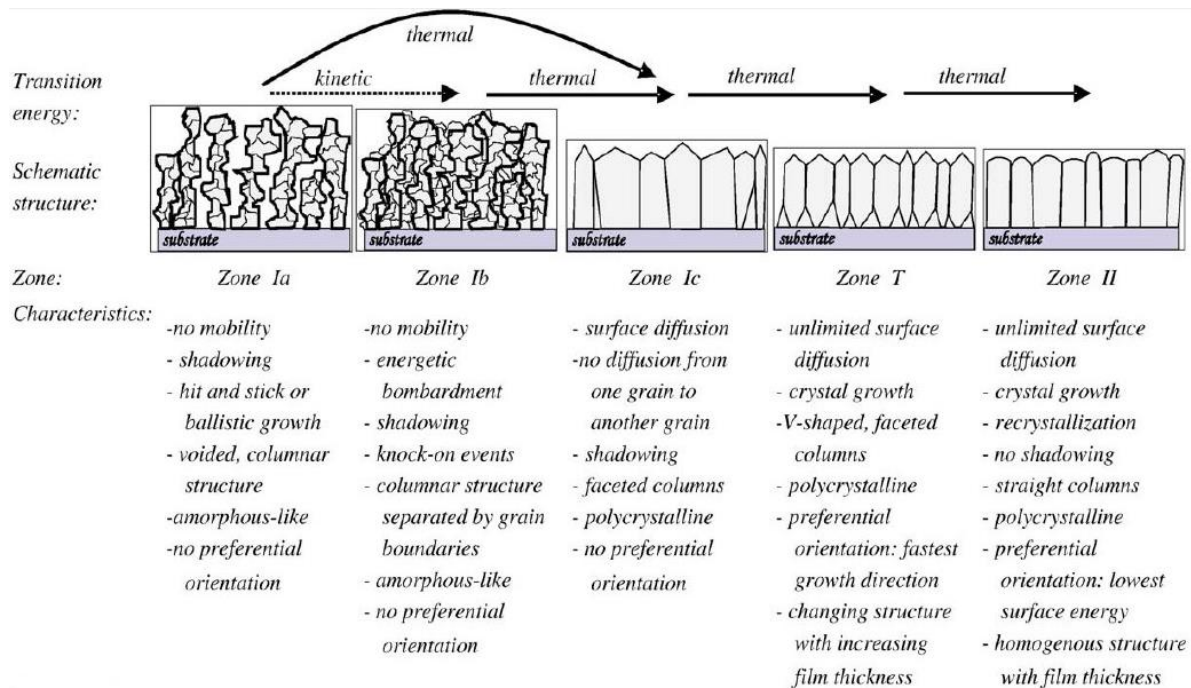 thermal
Transition
energy:
kinetic
thermal
thermal
thermal
Schematic
structure:
substrate
substrate
substrate
substrate
substrate
Zone:
Zone Ia
Zone Ib
Zone Ic
Zone T
Zone II
Characteristics:
-no mobility
- shadowing
- hit and stick or
ballistic growth
- voided, columnar
structure
-amorphous-like
-no preferential
orientation
-no mobility
- energetic
bombardment
- shadowing
- knock-on events
- columnar structure
separated by grain
boundaries
- amorphous-like
- no preferential
orientation
- surface diffusion
-no diffusion from
one grain to
another grain
- shadowing
- faceted columns
- polycrystalline
- no preferential
orientation
- unlimited surface
diffusion
- crystal growth
-V-shaped, faceted
columns
- polycrystalline
- preferential
orientation: fastest
growth direction
- changing structure
with increasing
film thickness
- unlimited surface
diffusion
- crystal growth
- recrystallization
- no shadowing
- straight columns
- polycrystalline
- preferential
orientation: lowest
surface energy
- homogenous structure
with film thickness